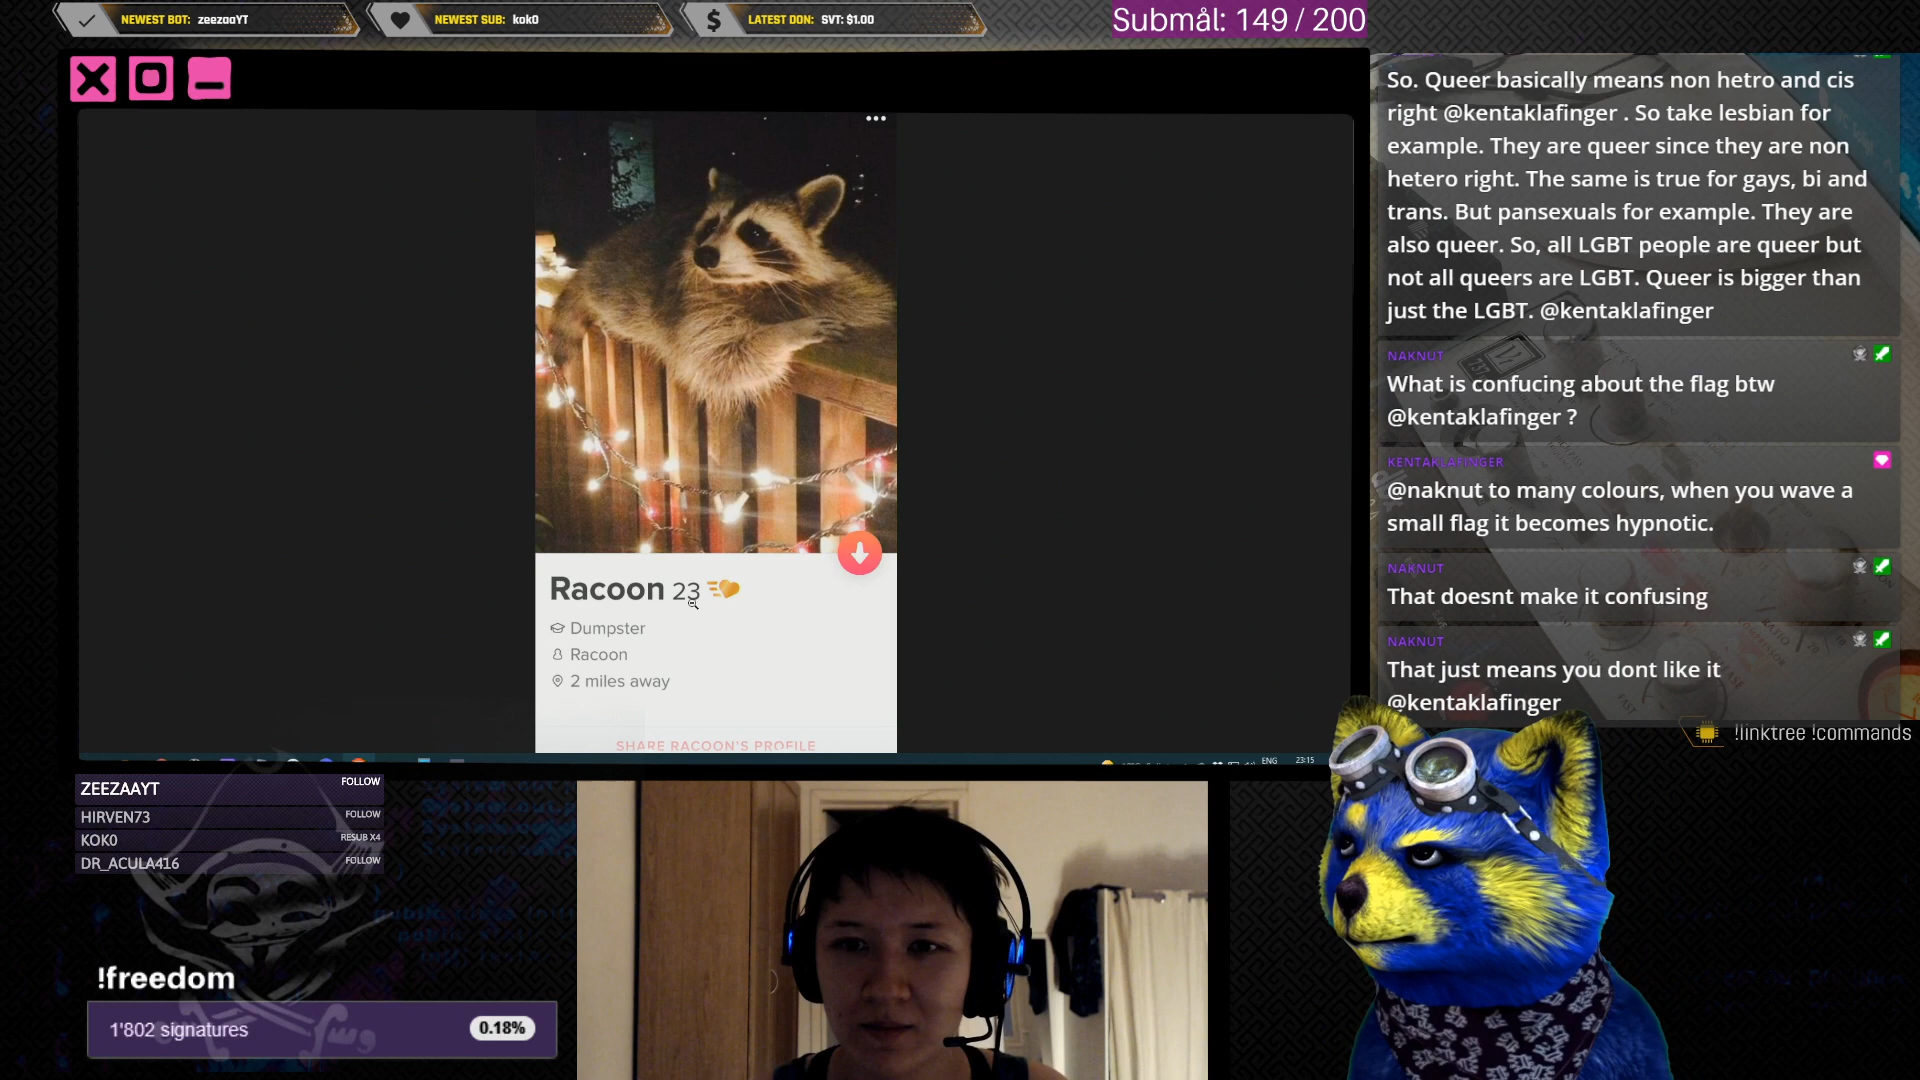 NEWEST BOT: zeezaaYT
NEWEST SUB: kok0
LATEST DON: SVT: $1.00
Submål: 149 / 200
So. Queer basically means non hetro and cis
right @kentaklafinger . So take lesbian for
example. They are queer since they are non
hetero right. The same is true for gays, bi and
trans. But pansexuals for example. They are
also queer. So, all LGBT people are queer but
not all queers are LGBT. Queer is bigger than
just the LGBT. @kentaklafinger
NAKNUT
What is confucing about the flag btw
@kentaklafinger ?
KENTAKLAFINGER
@naknut to many colours, when you wave a
small flag it becomes hypnotic.
NAKNUT
That doesnt make it confusing
NAKNUT
That just means you dont like it
@kentaklafinger
!linktree !commands
Racoon 23
Dumpster
Racoon
2 miles away
SHARE RACOON'S PROFILE
ENG
23:15
ZEEZAAYT FOLLOW
HIRVEN73 FOLLOW
KOK0 RESUB X4
DR_ACULA416 FOLLOW
!freedom
1'802 signatures 0.18%